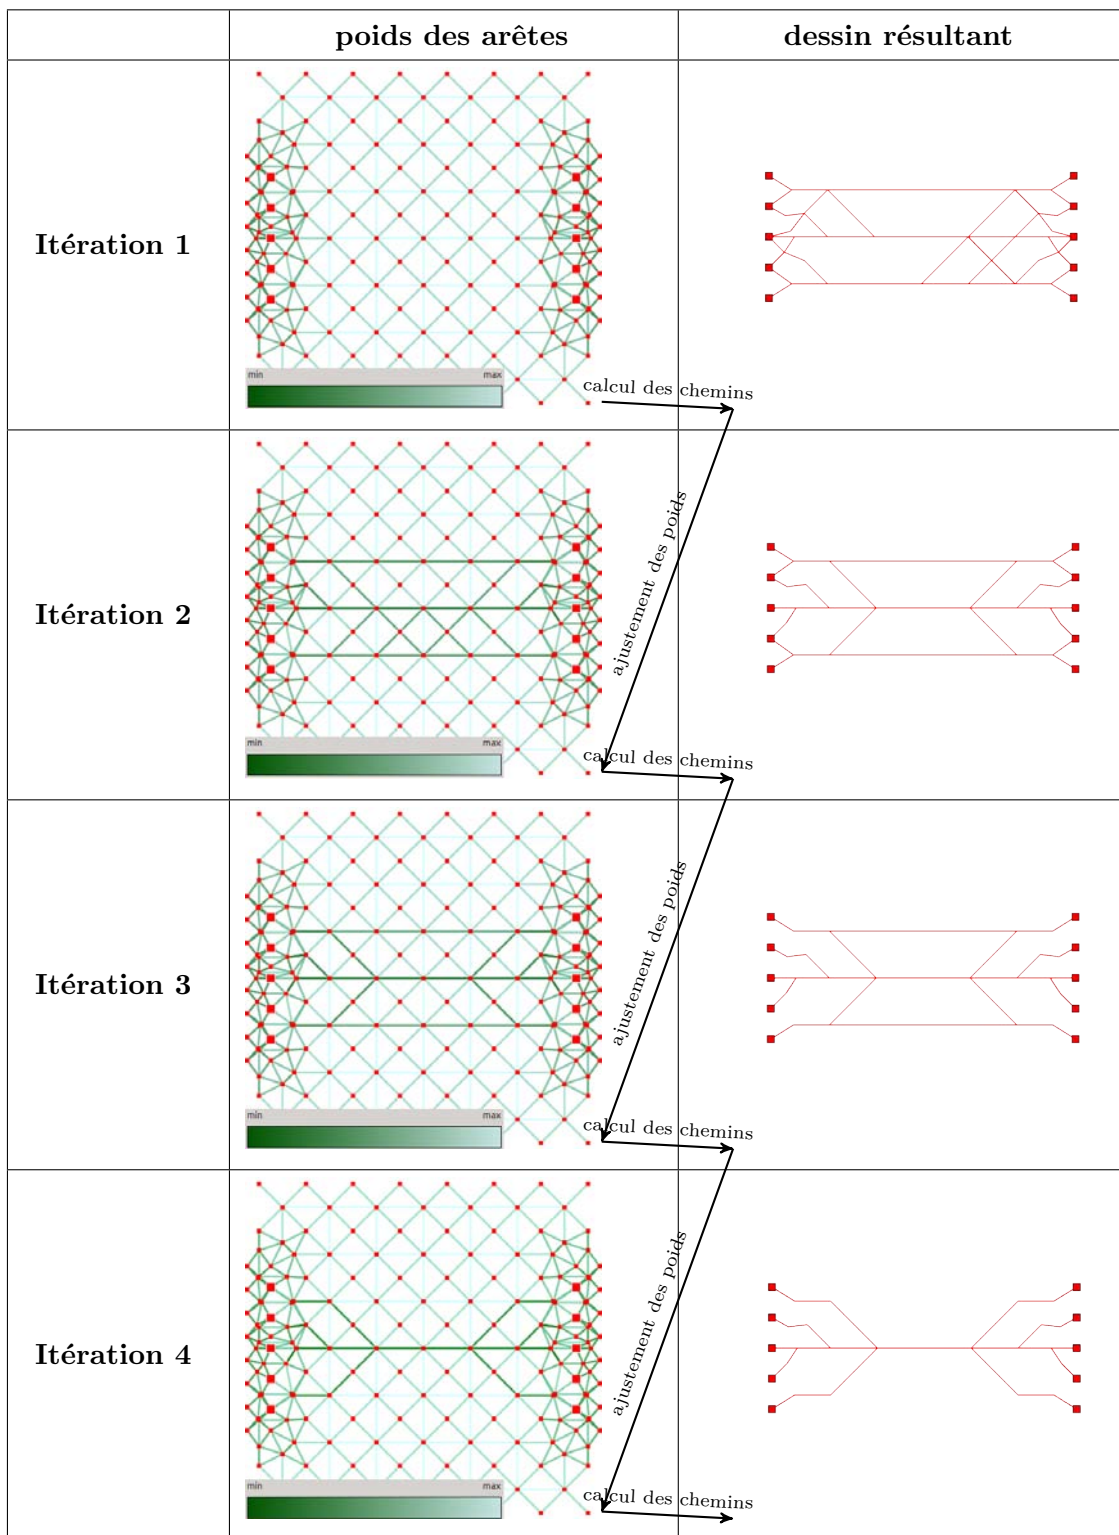 poids des arêtes
dessin résultant
Itération 1
min
max
calcul des chemins
ajustement des poids
Itération 2
min
max
calcul des chemins
ajustement des poids
Itération 3
min
max
calcul des chemins
ajustement des poids
Itération 4
min
max
calcul des chemins